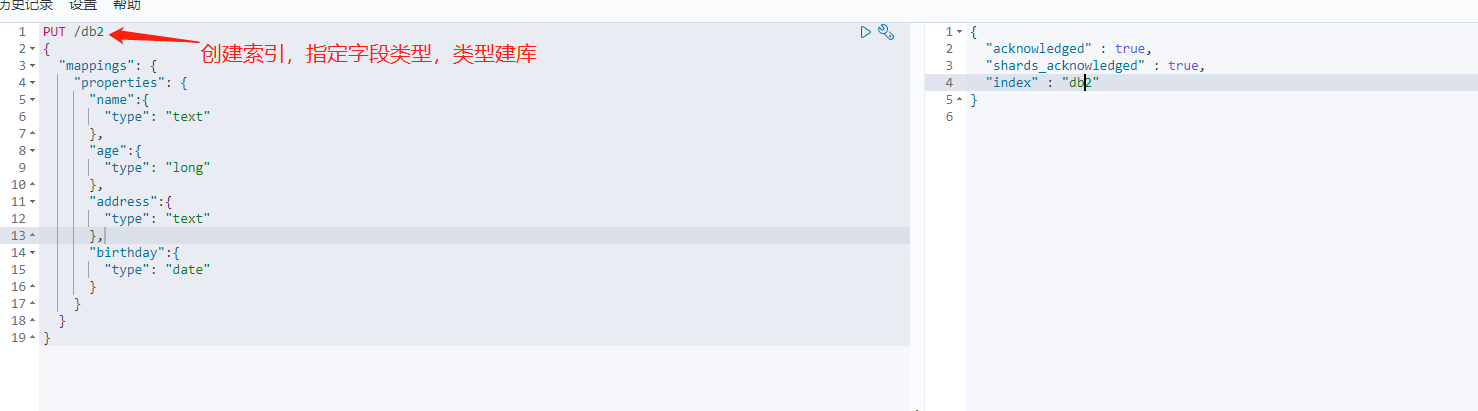 历史记录 设置 帮助
1 PUT /db2
创建索引，指定字段类型，类型建库
2 {
3 "mappings": {
4 "properties": {
5 "name":{
6 "type": "text"
7 },
8 "age":{
9 "type": "long"
10 },
11 "address":{
12 "type": "text"
13 },
14 "birthday":{
15 "type": "date"
16 }
17 }
18 }
19 }
1 {
2 "acknowledged" : true,
3 "shards_acknowledged" : true,
4 "index" : "db2"
5 }
6